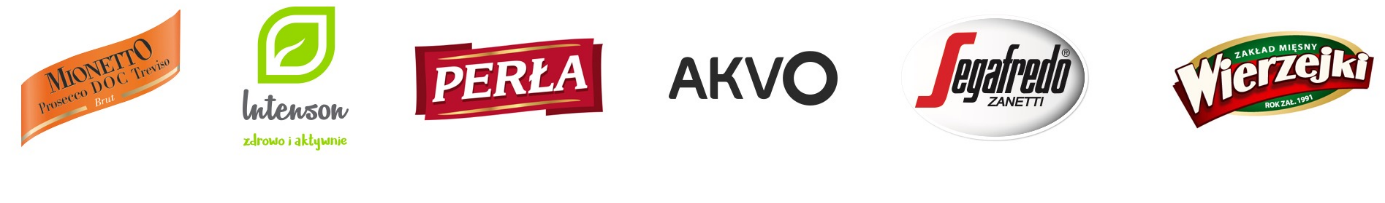 MIONETTO
Prosecco DOC Treviso
Brut
Intenson
zdrowo i aktywnie
PERŁA
AKVO
Segafredo®
ZANETTI
ZAKŁAD MIĘSNY
Wierzejki
ROK ZAŁ. 1991